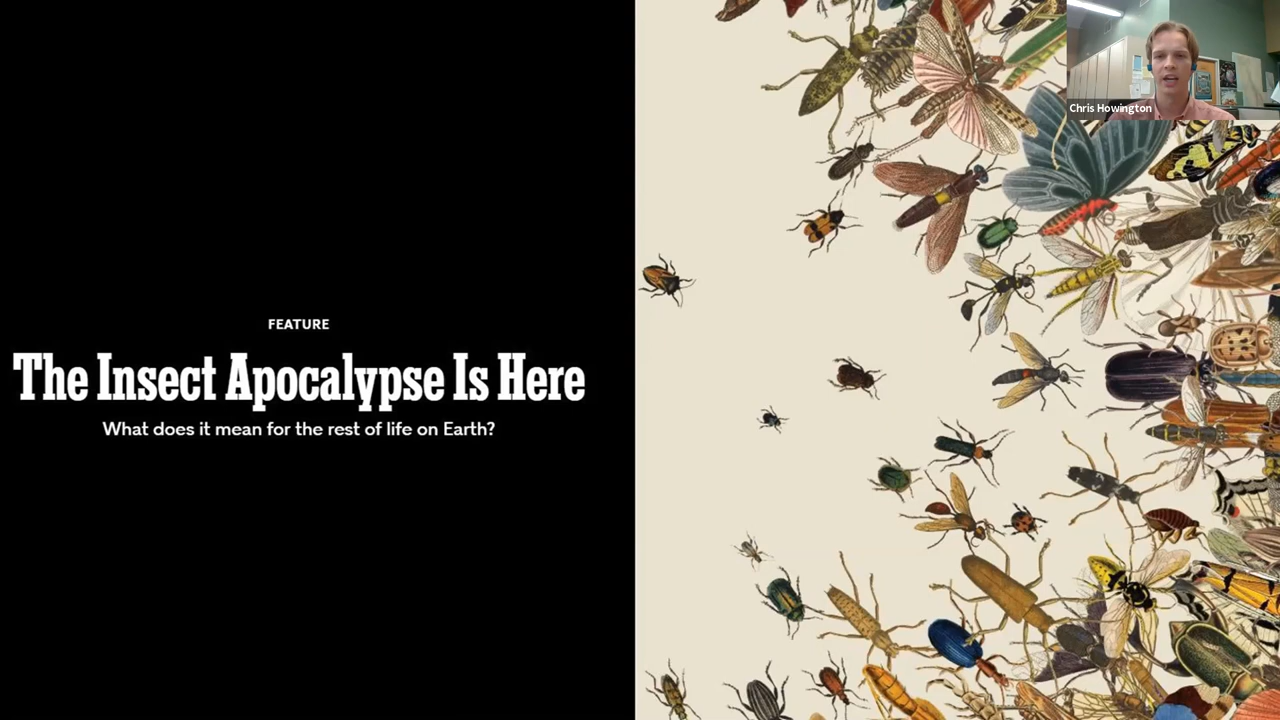 Chris Howington
FEATURE
The Insect Apocalypse Is Here
What does it mean for the rest of life on Earth?